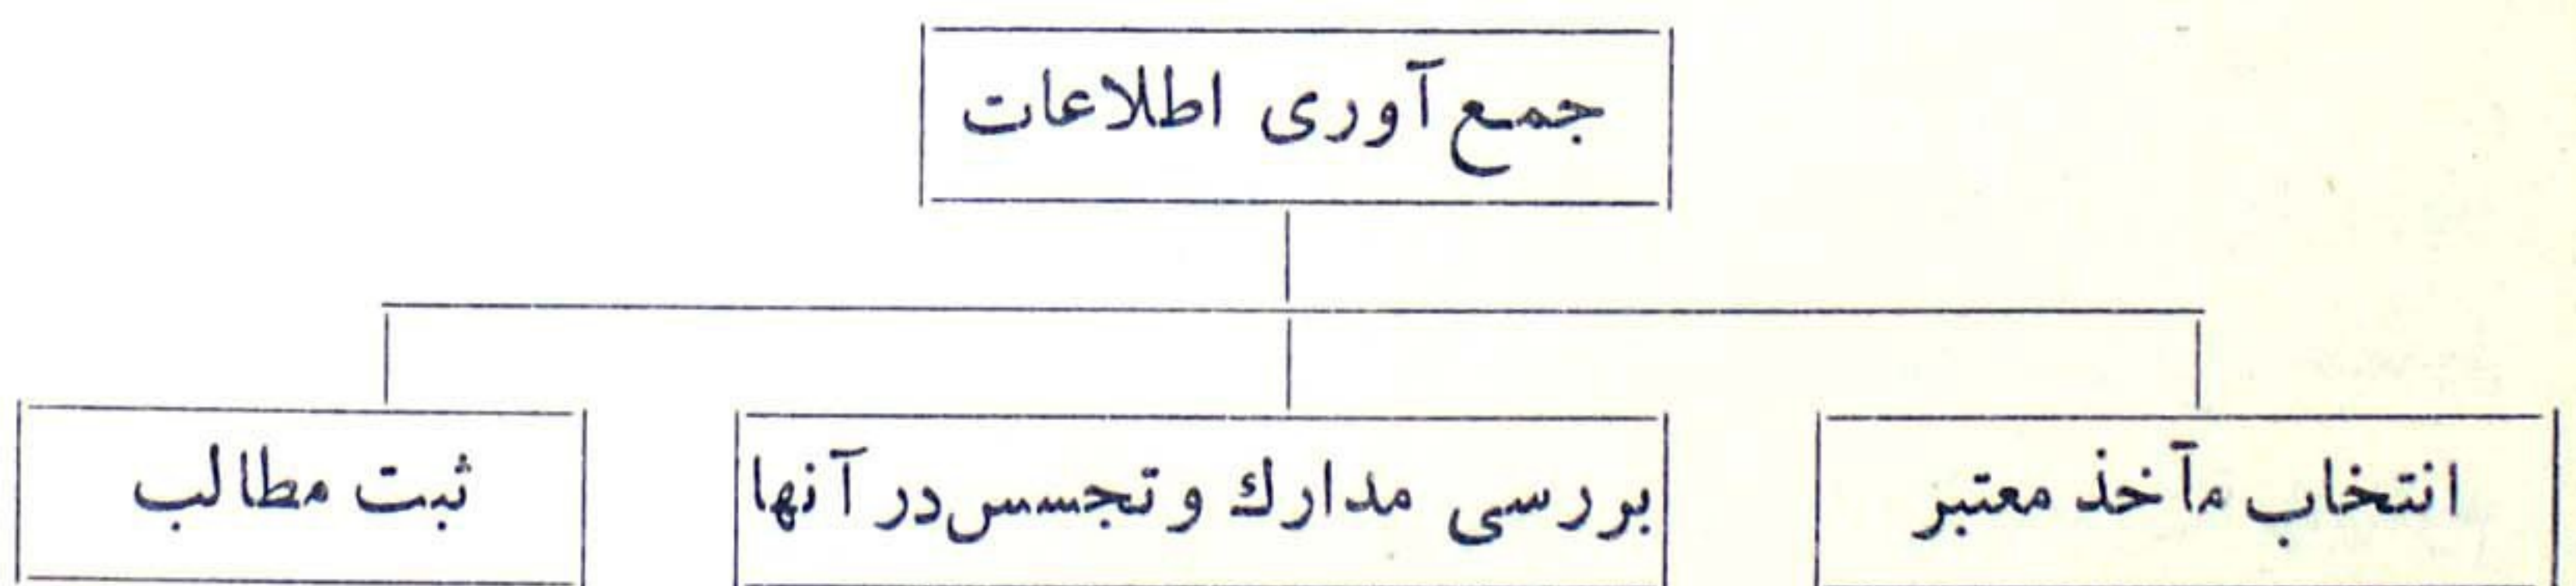 جمع آوری اطلاعات
انتخاب مآخذ معتبر
بررسی مدارك و تجسس در آنها
ثبت مطالب